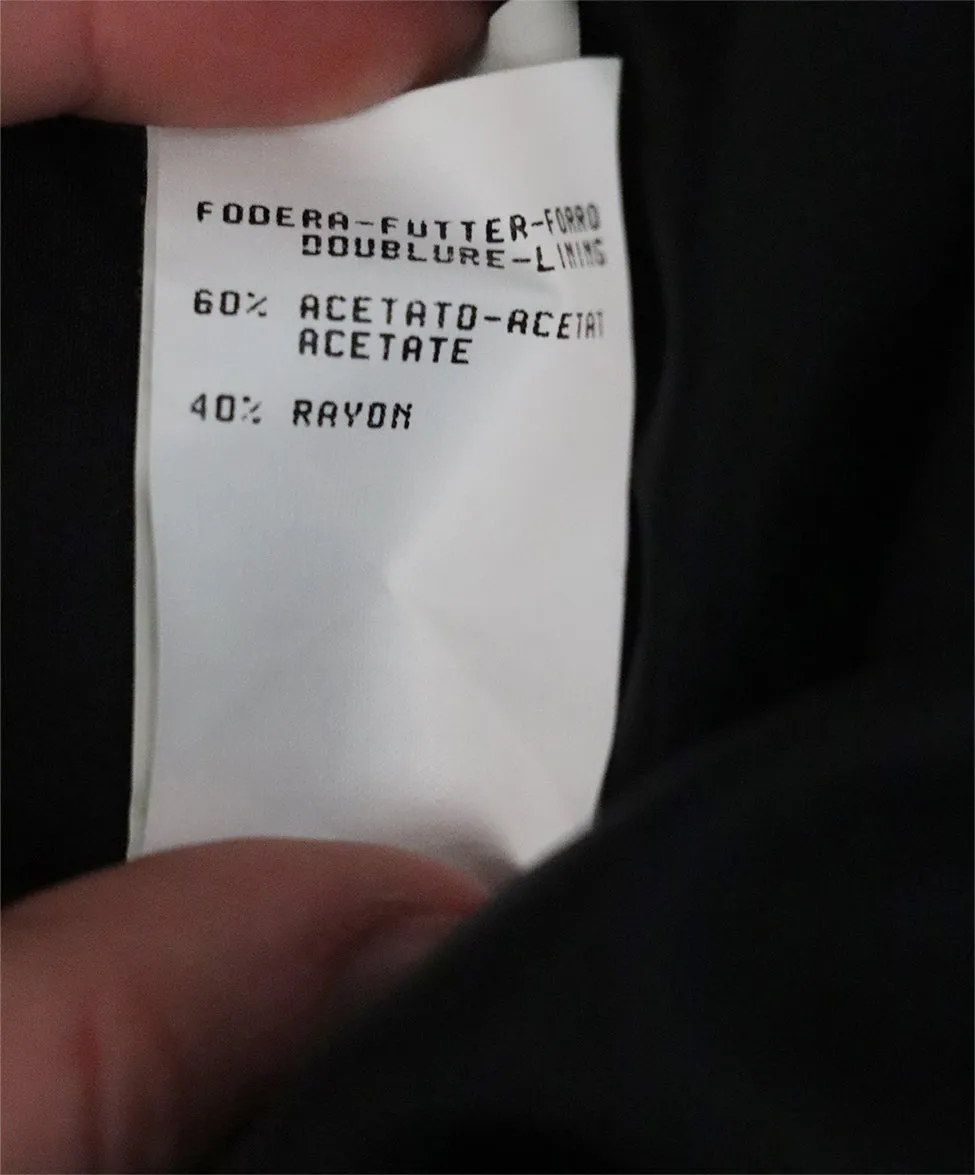 FODERA-FUTTER-FORRO
DOUBLURE-LINING
60% ACETATO-ACETAT
ACETATE
40% RAYON